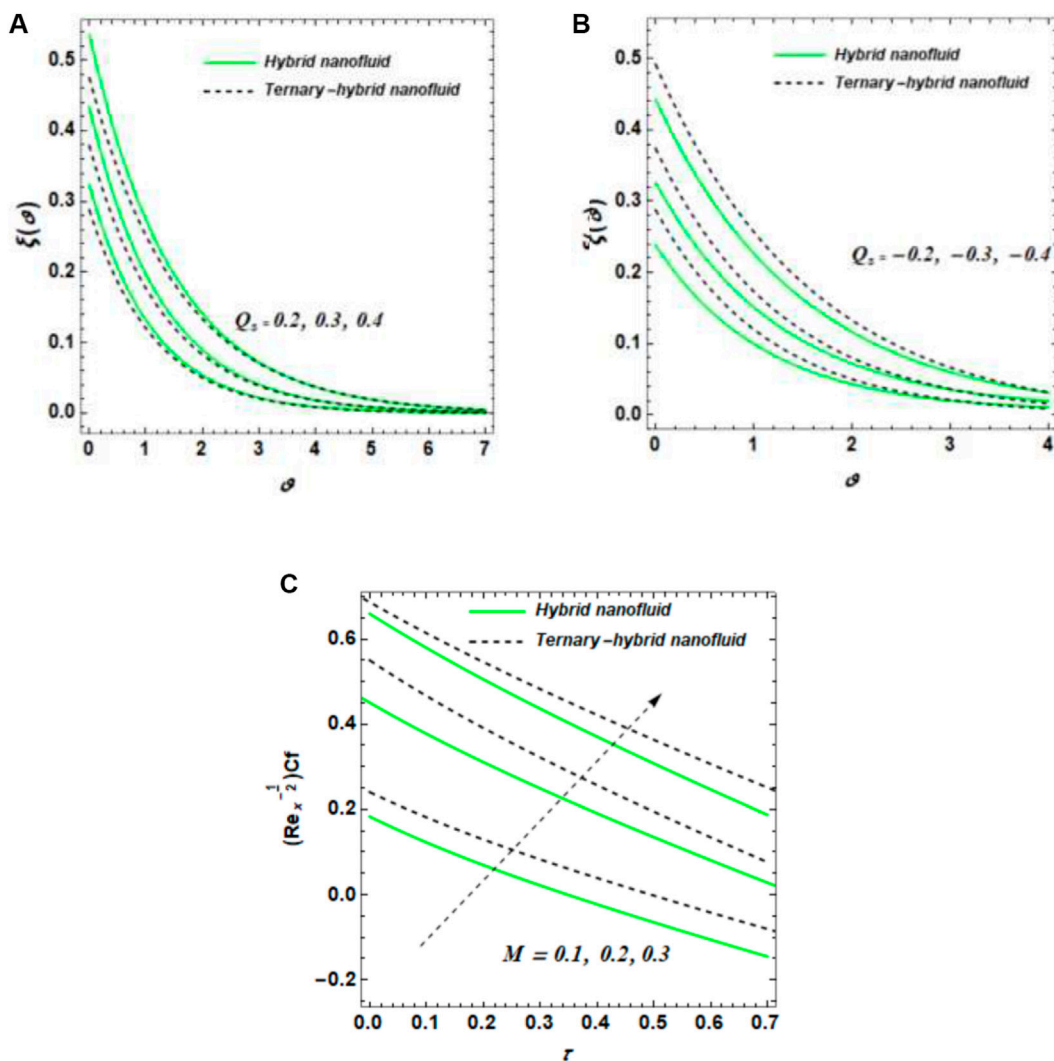 A
Hybrid nanofluid
Ternary-hybrid nanofluid
0.5
0.4
0.3
0.2
0.1
0.0
ξ(ϑ)
Q_s = 0.2, 0.3, 0.4
0 1 2 3 4 5 6 7
ϑ
B
Hybrid nanofluid
Ternary-hybrid nanofluid
0.5
0.4
0.3
0.2
0.1
0.0
ξ(ϑ)
Q_s = -0.2, -0.3, -0.4
0 1 2 3 4
ϑ
C
Hybrid nanofluid
Ternary-hybrid nanofluid
0.6
0.4
0.2
0.0
-0.2
(Re_x^{-1/2})Cf
M = 0.1, 0.2, 0.3
0.0 0.1 0.2 0.3 0.4 0.5 0.6 0.7
τ